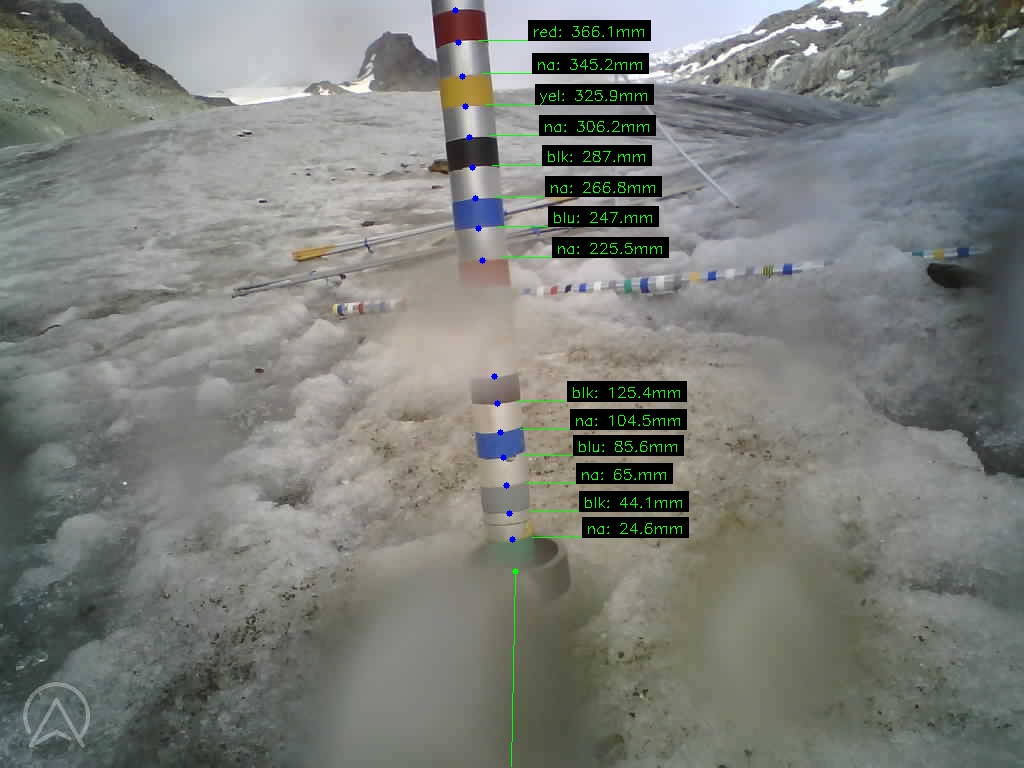 red: 366.1mm
na: 345.2mm
yel: 325.9mm
na: 306.2mm
blk: 287.mm
na: 266.8mm
blu: 247.mm
na: 225.5mm
blk: 125.4mm
na: 104.5mm
blu: 85.6mm
na: 65.mm
blk: 44.1mm
na: 24.6mm